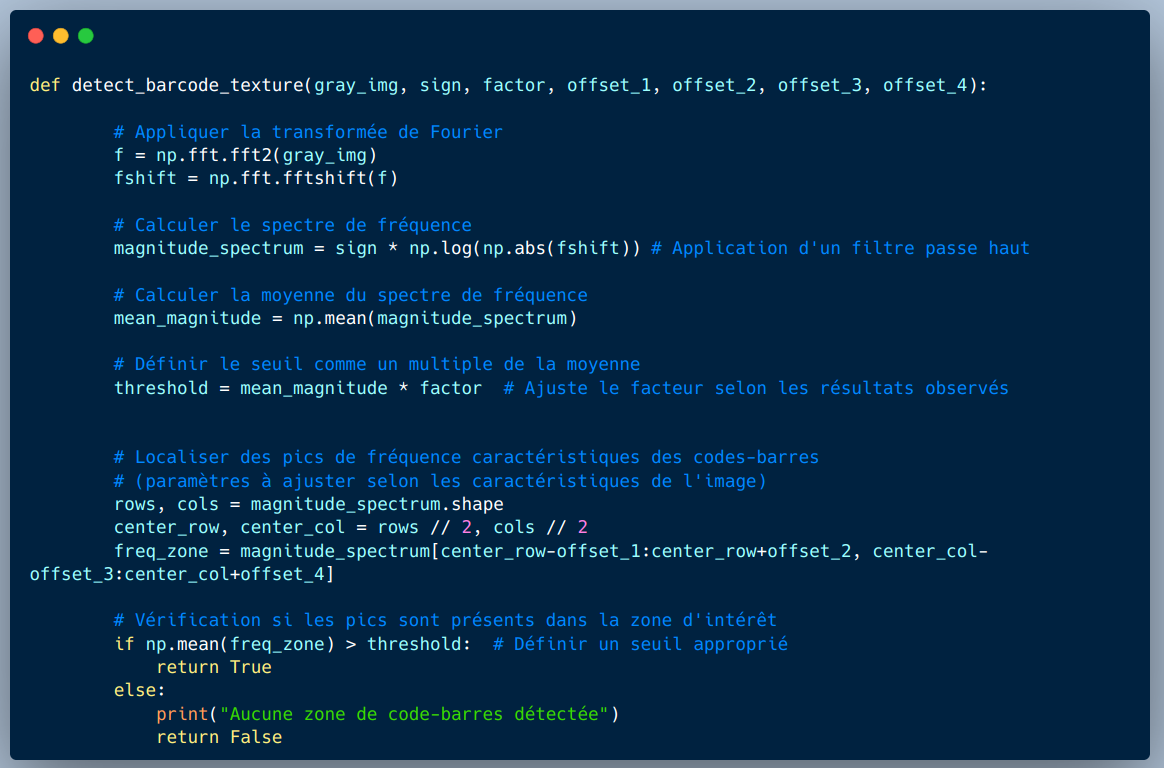 def detect_barcode_texture(gray_img, sign, factor, offset_1, offset_2, offset_3, offset_4):
# Appliquer la transformée de Fourier
f = np.fft.fft2(gray_img)
fshift = np.fft.fftshift(f)
# Calculer le spectre de fréquence
magnitude_spectrum = sign * np.log(np.abs(fshift)) # Application d'un filtre passe haut
# Calculer la moyenne du spectre de fréquence
mean_magnitude = np.mean(magnitude_spectrum)
# Définir le seuil comme un multiple de la moyenne
threshold = mean_magnitude * factor  # Ajuste le facteur selon les résultats observés
# Localiser des pics de fréquence caractéristiques des codes-barres
# (paramètres à ajuster selon les caractéristiques de l'image)
rows, cols = magnitude_spectrum.shape
center_row, center_col = rows // 2, cols // 2
freq_zone = magnitude_spectrum[center_row-offset_1:center_row+offset_2, center_col-
offset_3:center_col+offset_4]
# Vérification si les pics sont présents dans la zone d'intérêt
if np.mean(freq_zone) > threshold:  # Définir un seuil approprié
return True
else:
print("Aucune zone de code-barres détectée")
return False